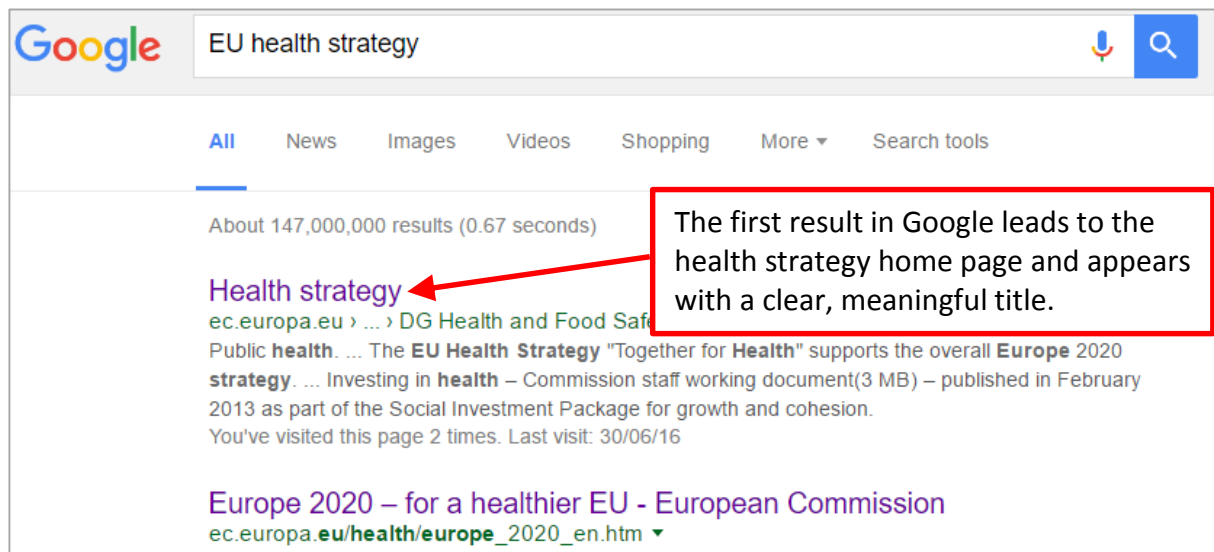 Google
EU health strategy
All News Images Videos Shopping More Search tools
About 147,000,000 results (0.67 seconds)
The first result in Google leads to the
health strategy home page and appears
with a clear, meaningful title.
Health strategy
ec.europa.eu › ... › DG Health and Food
Public health. ... The EU Health Strategy "Together for Health" supports the overall Europe 2020
strategy. ... Investing in health – Commission staff working document(3 MB) – published in February
2013 as part of the Social Investment Package for growth and cohesion.
You've visited this page 2 times. Last visit: 30/06/16
Europe 2020 – for a healthier EU - European Commission
ec.europa.eu/health/europe_2020_en.htm